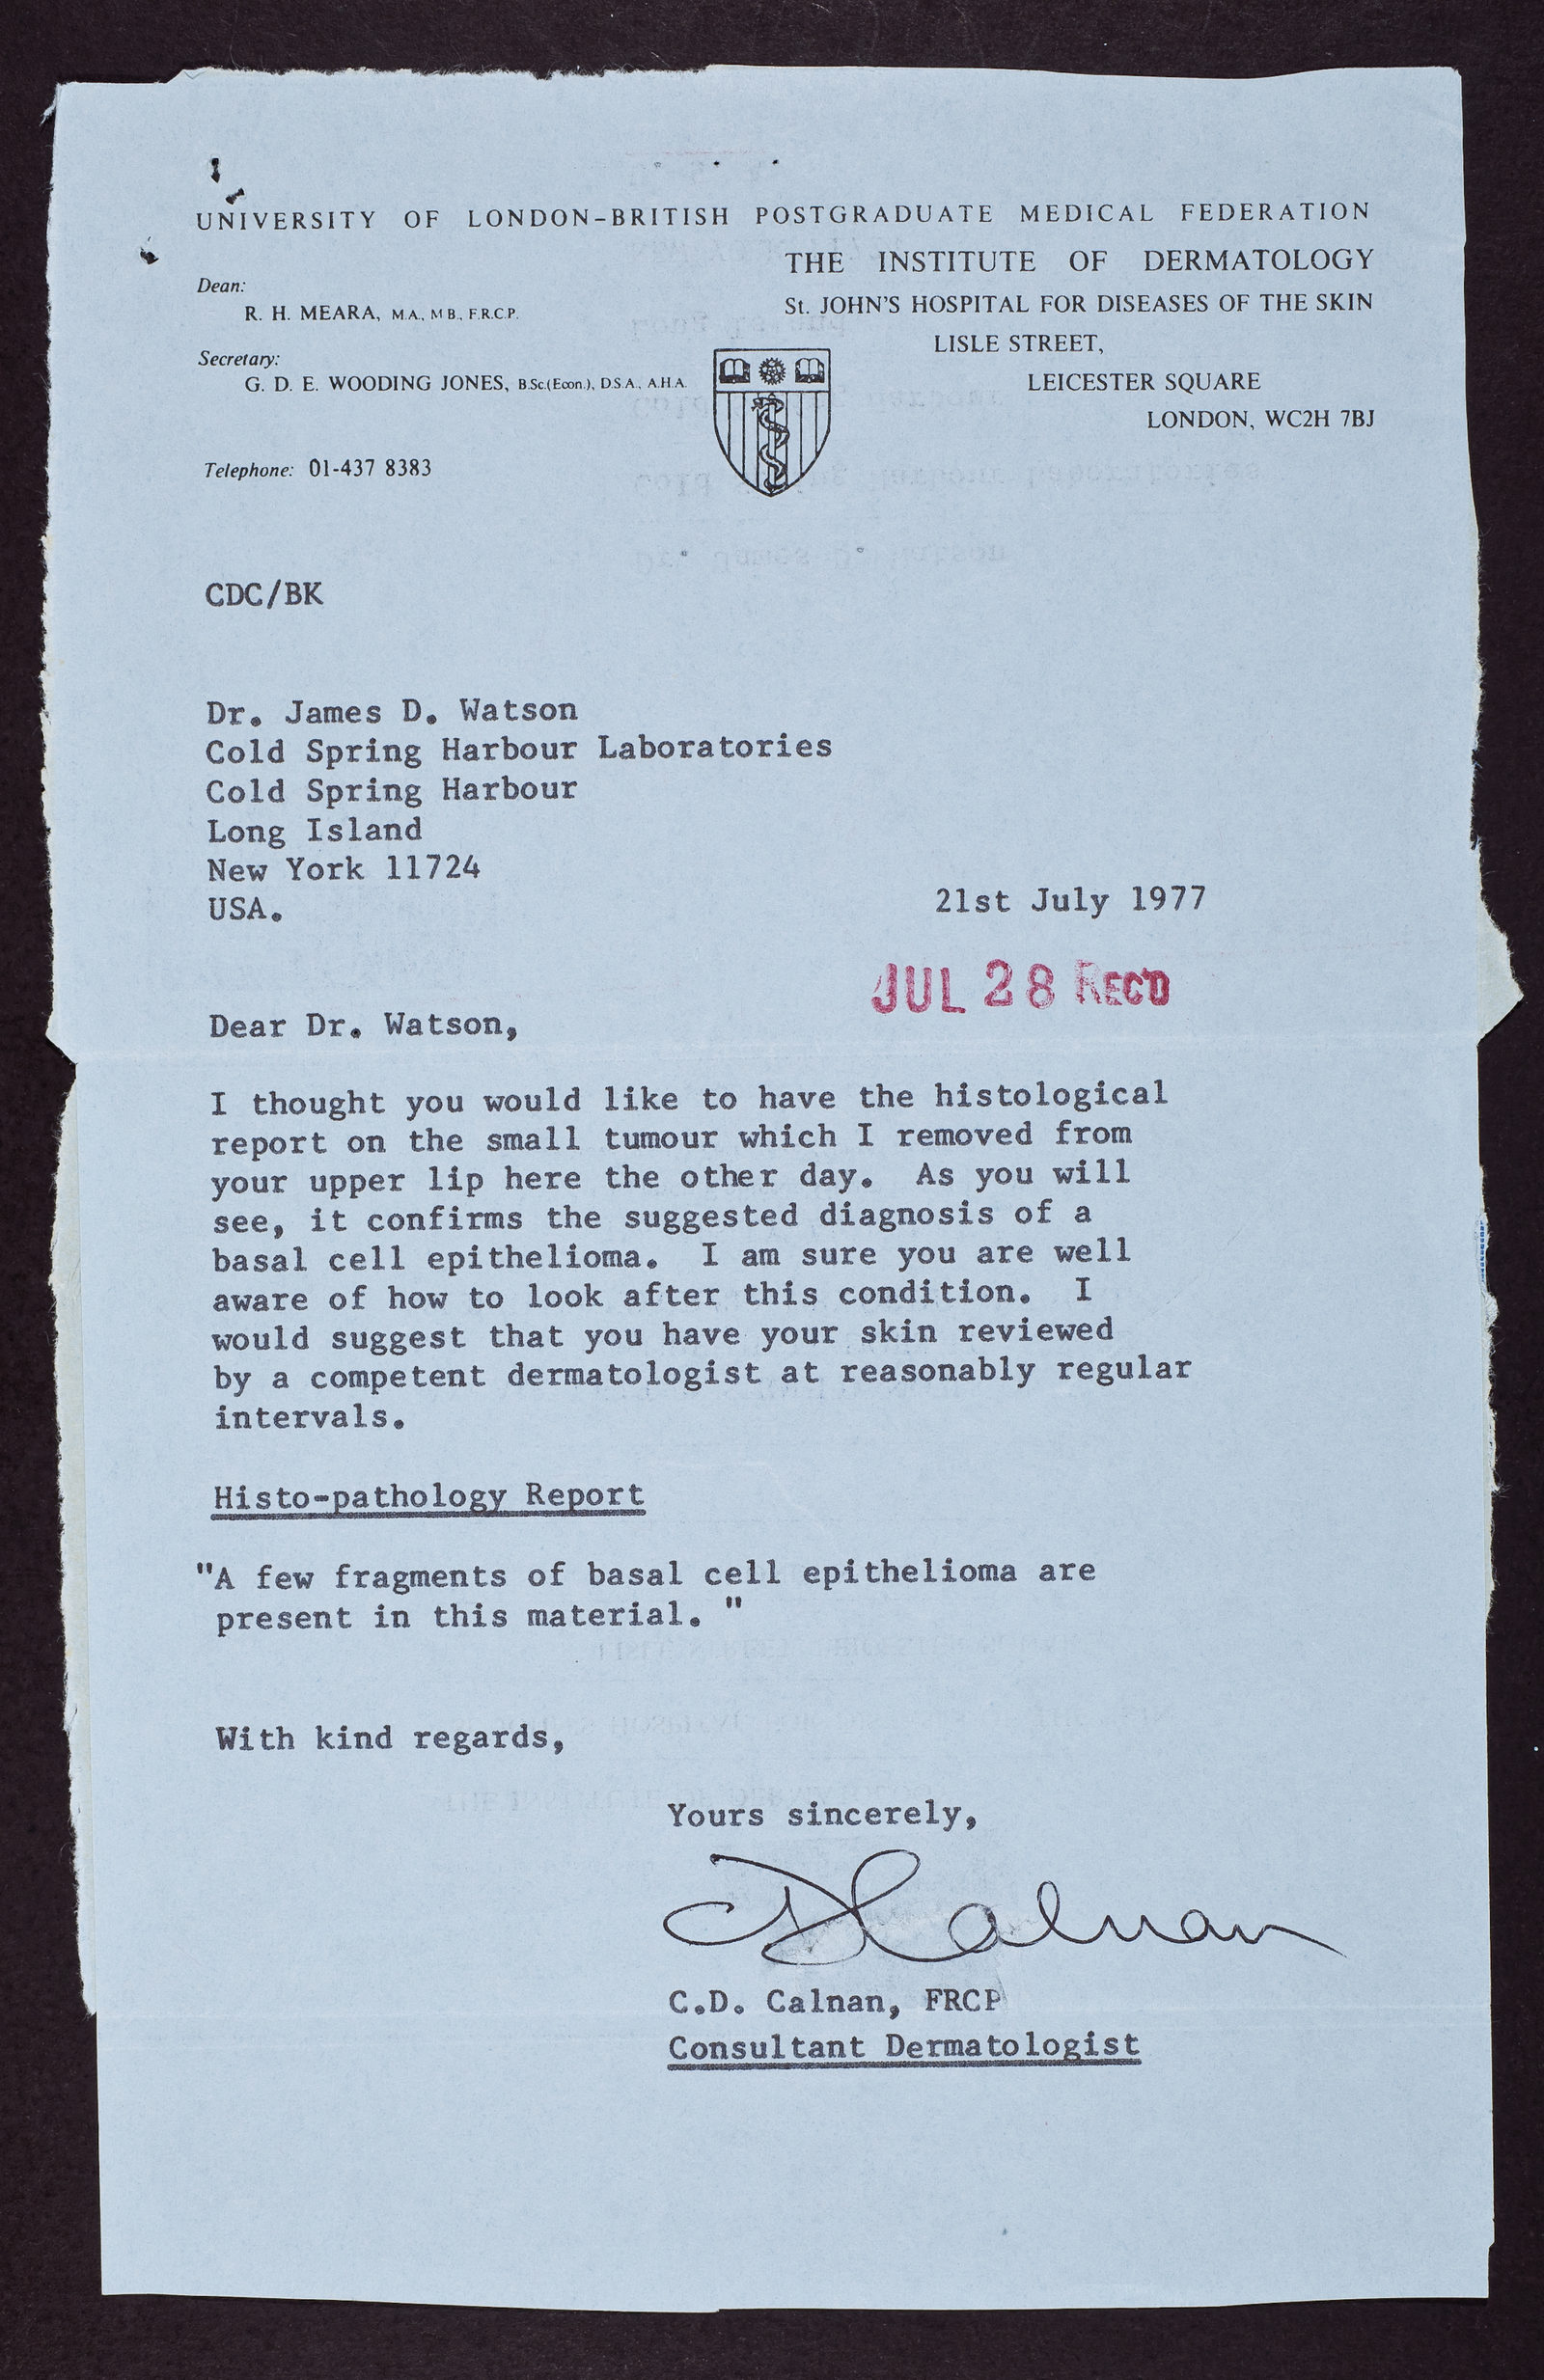 UNIVERSITY OF LONDON-BRITISH POSTGRADUATE MEDICAL FEDERATION
THE INSTITUTE OF DERMATOLOGY
St. JOHN'S HOSPITAL FOR DISEASES OF THE SKIN
LISLE STREET,
LEICESTER SQUARE
LONDON, WC2H 7BJ
Dean:
R. H. MEARA, M.A., M.B., F.R.C.P.
Secretary:
G. D. E. WOODING JONES, B.Sc.(Econ.), D.S.A., A.H.A.
Telephone: 01-437 8383
CDC/BK
Dr. James D. Watson
Cold Spring Harbour Laboratories
Cold Spring Harbour
Long Island
New York 11724
USA.
21st July 1977
JUL 28 REC'D
Dear Dr. Watson,
I thought you would like to have the histological
report on the small tumour which I removed from
your upper lip here the other day. As you will
see, it confirms the suggested diagnosis of a
basal cell epithelioma. I am sure you are well
aware of how to look after this condition. I
would suggest that you have your skin reviewed
by a competent dermatologist at reasonably regular
intervals.
Histo-pathology Report
"A few fragments of basal cell epithelioma are
present in this material. "
With kind regards,
Yours sincerely,
CD Calnan
C.D. Calnan, FRCP
Consultant Dermatologist